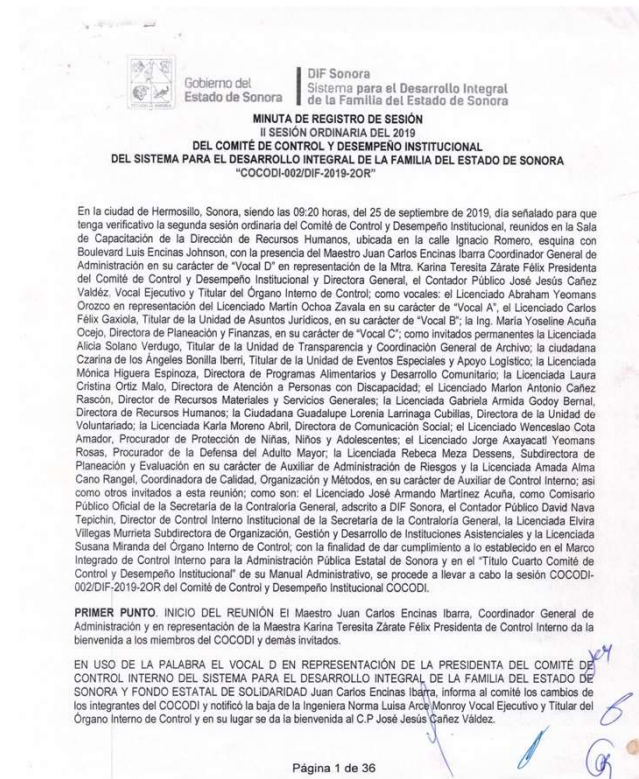 Gobierno del
Estado de Sonora
DIF Sonora
Sistema para el Desarrollo Integral
de la Familia del Estado de Sonora
MINUTA DE REGISTRO DE SESIÓN
II SESIÓN ORDINARIA DEL 2019
DEL COMITÉ DE CONTROL Y DESEMPEÑO INSTITUCIONAL
DEL SISTEMA PARA EL DESARROLLO INTEGRAL DE LA FAMILIA DEL ESTADO DE SONORA
"COCODI-002/DIF-2019-2OR"
En la ciudad de Hermosillo, Sonora, siendo las 09:20 horas, del 25 de septiembre de 2019, día señalado para que
tenga verificativo la segunda sesión ordinaria del Comité de Control y Desempeño Institucional, reunidos en la Sala
de Capacitación de la Dirección de Recursos Humanos, ubicada en la calle Ignacio Romero, esquina con
Boulevard Luis Encinas Johnson, con la presencia del Maestro Juan Carlos Encinas Ibarra Coordinador General de
Administración en su carácter de "Vocal D" en representación de la Mtra. Karina Teresita Zárate Félix Presidenta
del Comité de Control y Desempeño Institucional y Directora General, el Contador Público José Jesús Cañez
Valdéz, Vocal Ejecutivo y Titular del Órgano Interno de Control; como vocales: el Licenciado Abraham Yeomans
Orozco en representación del Licenciado Martín Ochoa Zavala en su carácter "Vocal A", el Licenciado Carlos
Félix Gaxiola, Titular de la Unidad de Asuntos Jurídicos, en su carácter de "Vocal B"; la Ing. María Yoseline Acuña
Ocejo, Directora de Planeación y Finanzas, en su carácter de "Vocal C"; como invitados permanentes la Licenciada
Alicia Solano Verdugo, Titular de la Unidad de Transparencia y Coordinación General de Archivo; la ciudadana
Czarina de los Ángeles Bonilla Iberri, Titular de la Unidad de Eventos Especiales y Apoyo Logístico; la Licenciada
Mónica Higuera Espinoza, Directora de Programas Alimentarios y Desarrollo Comunitario; la Licenciada Laura
Cristina Ortiz Malo, Directora de Atención a Personas con Discapacidad; el Licenciado Marlon Antonio Cañez
Rascón, Director de Recursos Materiales y Servicios Generales; la Licenciada Gabriela Armida Godoy Bernal,
Directora de Recursos Humanos; la Ciudadana Guadalupe Lorenia Larrinaga Cubillas, Directora de la Unidad de
Voluntariado; la Licenciada Karla Moreno Abril, Directora de Comunicación Social; el Licenciado Wenceslao Cota
Amador, Procurador de Protección de Niñas, Niños y Adolescentes; el Licenciado Jorge Axayacatl Yeomans
Rosas, Procurador de la Defensa del Adulto Mayor; la Licenciada Rebeca Meza Dessens, Subdirectora de
Planeación y Evaluación en su carácter de Auxiliar de Administración de Riesgos y la Licenciada Amada Alma
Cano Rangel, Coordinadora de Calidad, Organización y Métodos, en su carácter de Auxiliar de Control Interno; asi
como otros invitados a esta reunión; como son: el Licenciado José Armando Martínez Acuña, como Comisario
Público Oficial de la Secretaría de la Contraloría General, adscrito a DIF Sonora, el Contador Público David Nava
Tepichin, Director de Control Interno Institucional de la Secretaría de la Contraloría General, la Licenciada Elvira
Villegas Murrieta Subdirectora de Organización, Gestión y Desarrollo de Instituciones Asistenciales y la Licenciada
Susana Miranda del Órgano Interno de Control; con la finalidad de dar cumplimiento a lo establecido en el Marco
Integrado de Control Interno para la Administración Pública Estatal de Sonora y en el "Título Cuarto Comité de
Control y Desempeño Institucional" de su Manual Administrativo, se procede a llevar a cabo la sesión COCODI-
002/DIF-2019-2OR del Comité de Control y Desempeño Institucional COCODI.
PRIMER PUNTO. INICIO DEL REUNIÓN El Maestro Juan Carlos Encinas Ibarra, Coordinador General de
Administración y en representación de la Maestra Karina Teresita Zárate Félix Presidenta de Control Interno da la
bienvenida a los miembros del COCODI y demás invitados.
EN USO DE LA PALABRA EL VOCAL D EN REPRESENTACIÓN DE LA PRESIDENTA DEL COMITÉ DE
CONTROL INTERNO DEL SISTEMA PARA EL DESARROLLO INTEGRAL DE LA FAMILIA DEL ESTADO DE
SONORA Y FONDO ESTATAL DE SOLIDARIDAD Juan Carlos Encinas Ibarra, informa al comité los cambios de
los integrantes del COCODI y notificó la baja de la Ingeniera Norma Luisa Arce Monroy Vocal Ejecutivo y Titular del
Órgano Interno de Control y en su lugar se da la bienvenida al C.P José Jesús Cañez Váldez.
Página 1 de 36